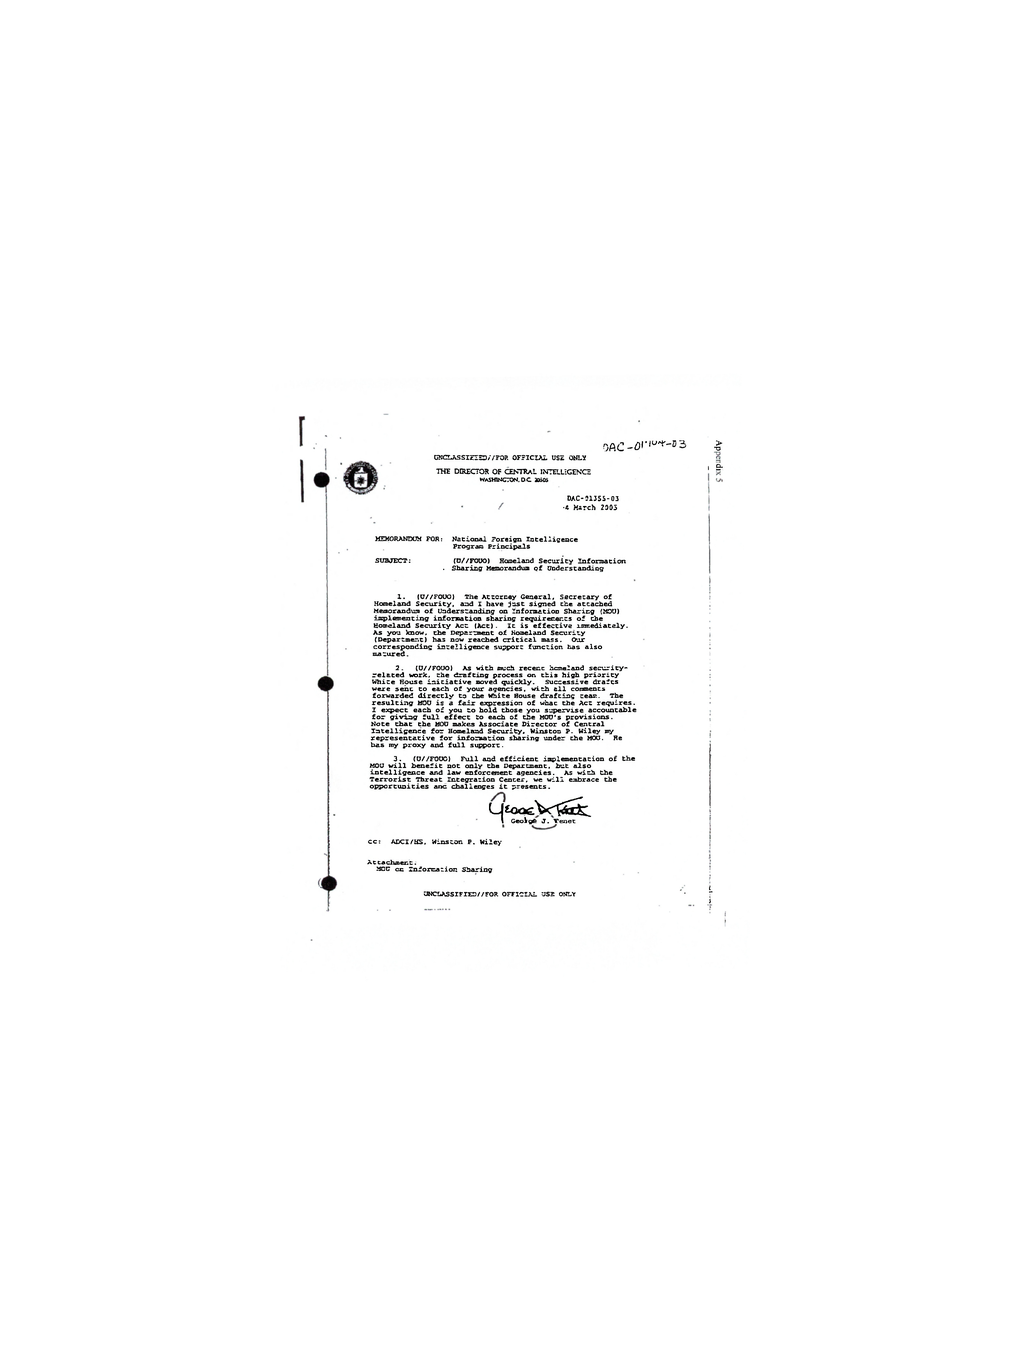 DAC-01104-03
Appendix 5
UNCLASSIFIED//FOR OFFICIAL USE ONLY
THE DIRECTOR OF CENTRAL INTELLIGENCE
WASHINGTON, D.C. 20505
DAC-01355-03
4 March 2003
MEMORANDUM FOR: National Foreign Intelligence
Program Principals
SUBJECT: (U//FOUO) Homeland Security Information
Sharing Memorandum of Understanding
1. (U//FOUO) The Attorney General, Secretary of
Homeland Security, and I have just signed the attached
Memorandum of Understanding on Information Sharing (MOU)
implementing information sharing requirements of the
Homeland Security Act (Act). It is effective immediately.
As you know, the Department of Homeland Security
(Department) has now reached critical mass. Our
corresponding intelligence support function has also
matured.
2. (U//FOUO) As with much recent homeland security-
related work, the drafting process on this high priority
White House initiative moved quickly. Successive drafts
were sent to each of your agencies, with all comments
forwarded directly to the White House drafting team. The
resulting MOU is a fair expression of what the Act requires.
I expect each of you to hold those you supervise accountable
for giving full effect to each of the MOU's provisions.
Note that the MOU makes Associate Director of Central
Intelligence for Homeland Security, Winston P. Wiley my
representative for information sharing under the MOU. He
has my proxy and full support.
3. (U//FOUO) Full and efficient implementation of the
MOU will benefit not only the Department, but also
intelligence and law enforcement agencies. As with the
Terrorist Threat Integration Center, we will embrace the
opportunities and challenges it presents.
George J. Tenet
cc: ADCI/HS, Winston P. Wiley
Attachment:
MOU on Information Sharing
UNCLASSIFIED//FOR OFFICIAL USE ONLY